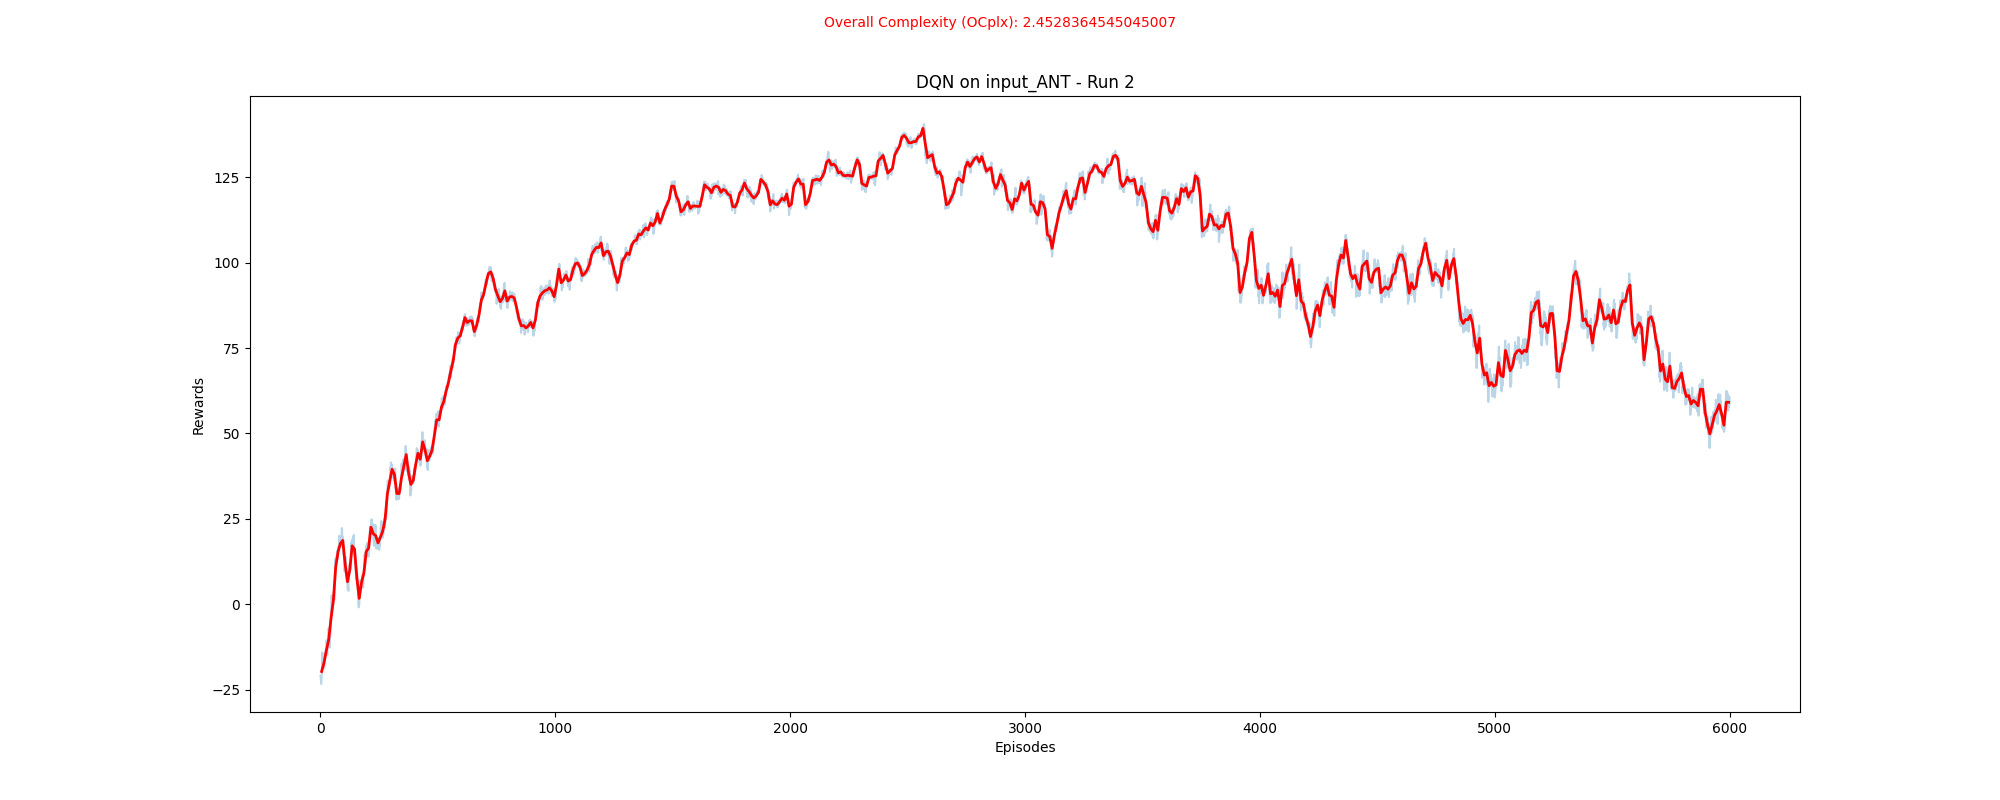 Overall Complexity (OCplx): 2.4528364545045007
DQN on input_ANT - Run 2
Rewards
125
100
75
50
25
0
−25
0 1000 2000 3000 4000 5000 6000
Episodes